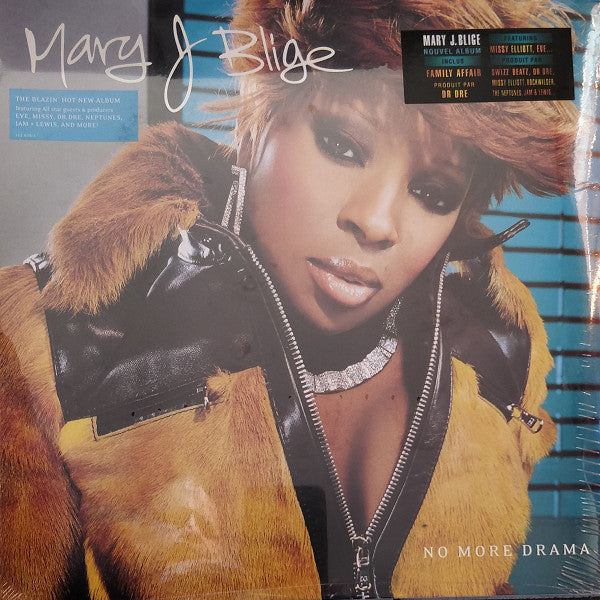 Mary J Blige
MARY J.BLIGE
NOUVEL ALBUM
INCLUS
FAMILY AFFAIR
PRODUIT PAR
DR DRE
FEATURING
MISSY ELLIOTT, EVE...
PRODUIT PAR
SWIZZ BEATZ, DR DRE,
MISSY ELLIOTT, ROCKWILDER,
THE NEPTUNES, JAM & LEWIS...
THE BLAZIN' HOT NEW ALBUM
featuring All star guests & producers
EVE, MISSY, DR DRE, NEPTUNES,
JAM + LEWIS, AND MORE!
NO MORE DRAMA